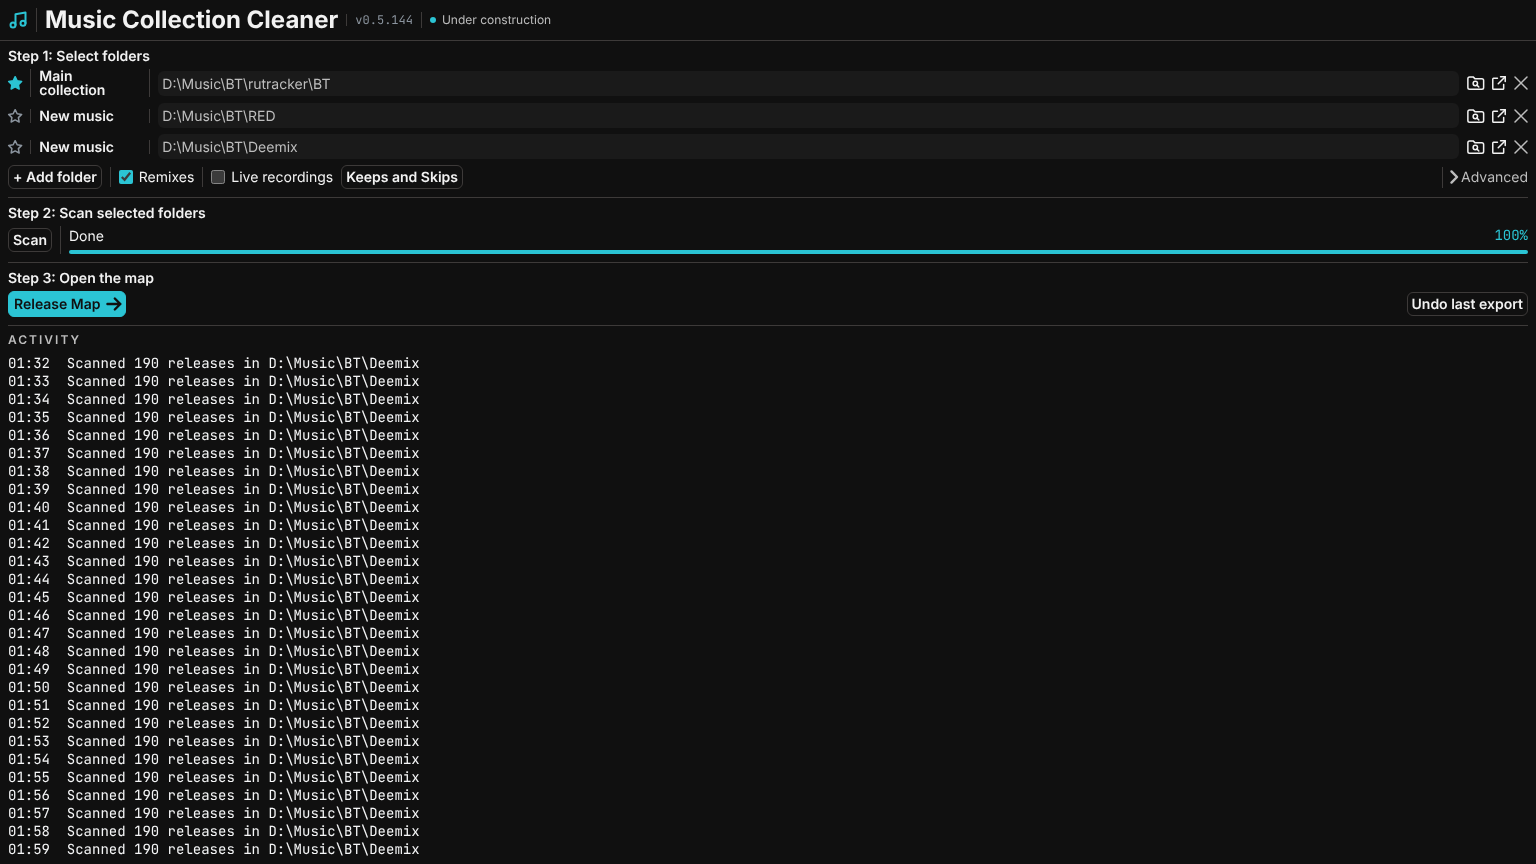 Music Collection Cleaner v0.5.144 Under construction
Step 1: Select folders
Main collection D:\Music\BT\rutracker\BT
New music D:\Music\BT\RED
New music D:\Music\BT\Deemix
+ Add folder Remixes Live recordings Keeps and Skips Advanced
Step 2: Scan selected folders
Scan Done 100%
Step 3: Open the map
Release Map Undo last export
ACTIVITY
01:32 Scanned 190 releases in D:\Music\BT\Deemix
01:33 Scanned 190 releases in D:\Music\BT\Deemix
01:34 Scanned 190 releases in D:\Music\BT\Deemix
01:35 Scanned 190 releases in D:\Music\BT\Deemix
01:36 Scanned 190 releases in D:\Music\BT\Deemix
01:37 Scanned 190 releases in D:\Music\BT\Deemix
01:38 Scanned 190 releases in D:\Music\BT\Deemix
01:39 Scanned 190 releases in D:\Music\BT\Deemix
01:40 Scanned 190 releases in D:\Music\BT\Deemix
01:41 Scanned 190 releases in D:\Music\BT\Deemix
01:42 Scanned 190 releases in D:\Music\BT\Deemix
01:43 Scanned 190 releases in D:\Music\BT\Deemix
01:44 Scanned 190 releases in D:\Music\BT\Deemix
01:45 Scanned 190 releases in D:\Music\BT\Deemix
01:46 Scanned 190 releases in D:\Music\BT\Deemix
01:47 Scanned 190 releases in D:\Music\BT\Deemix
01:48 Scanned 190 releases in D:\Music\BT\Deemix
01:49 Scanned 190 releases in D:\Music\BT\Deemix
01:50 Scanned 190 releases in D:\Music\BT\Deemix
01:51 Scanned 190 releases in D:\Music\BT\Deemix
01:52 Scanned 190 releases in D:\Music\BT\Deemix
01:53 Scanned 190 releases in D:\Music\BT\Deemix
01:54 Scanned 190 releases in D:\Music\BT\Deemix
01:55 Scanned 190 releases in D:\Music\BT\Deemix
01:56 Scanned 190 releases in D:\Music\BT\Deemix
01:57 Scanned 190 releases in D:\Music\BT\Deemix
01:58 Scanned 190 releases in D:\Music\BT\Deemix
01:59 Scanned 190 releases in D:\Music\BT\Deemix